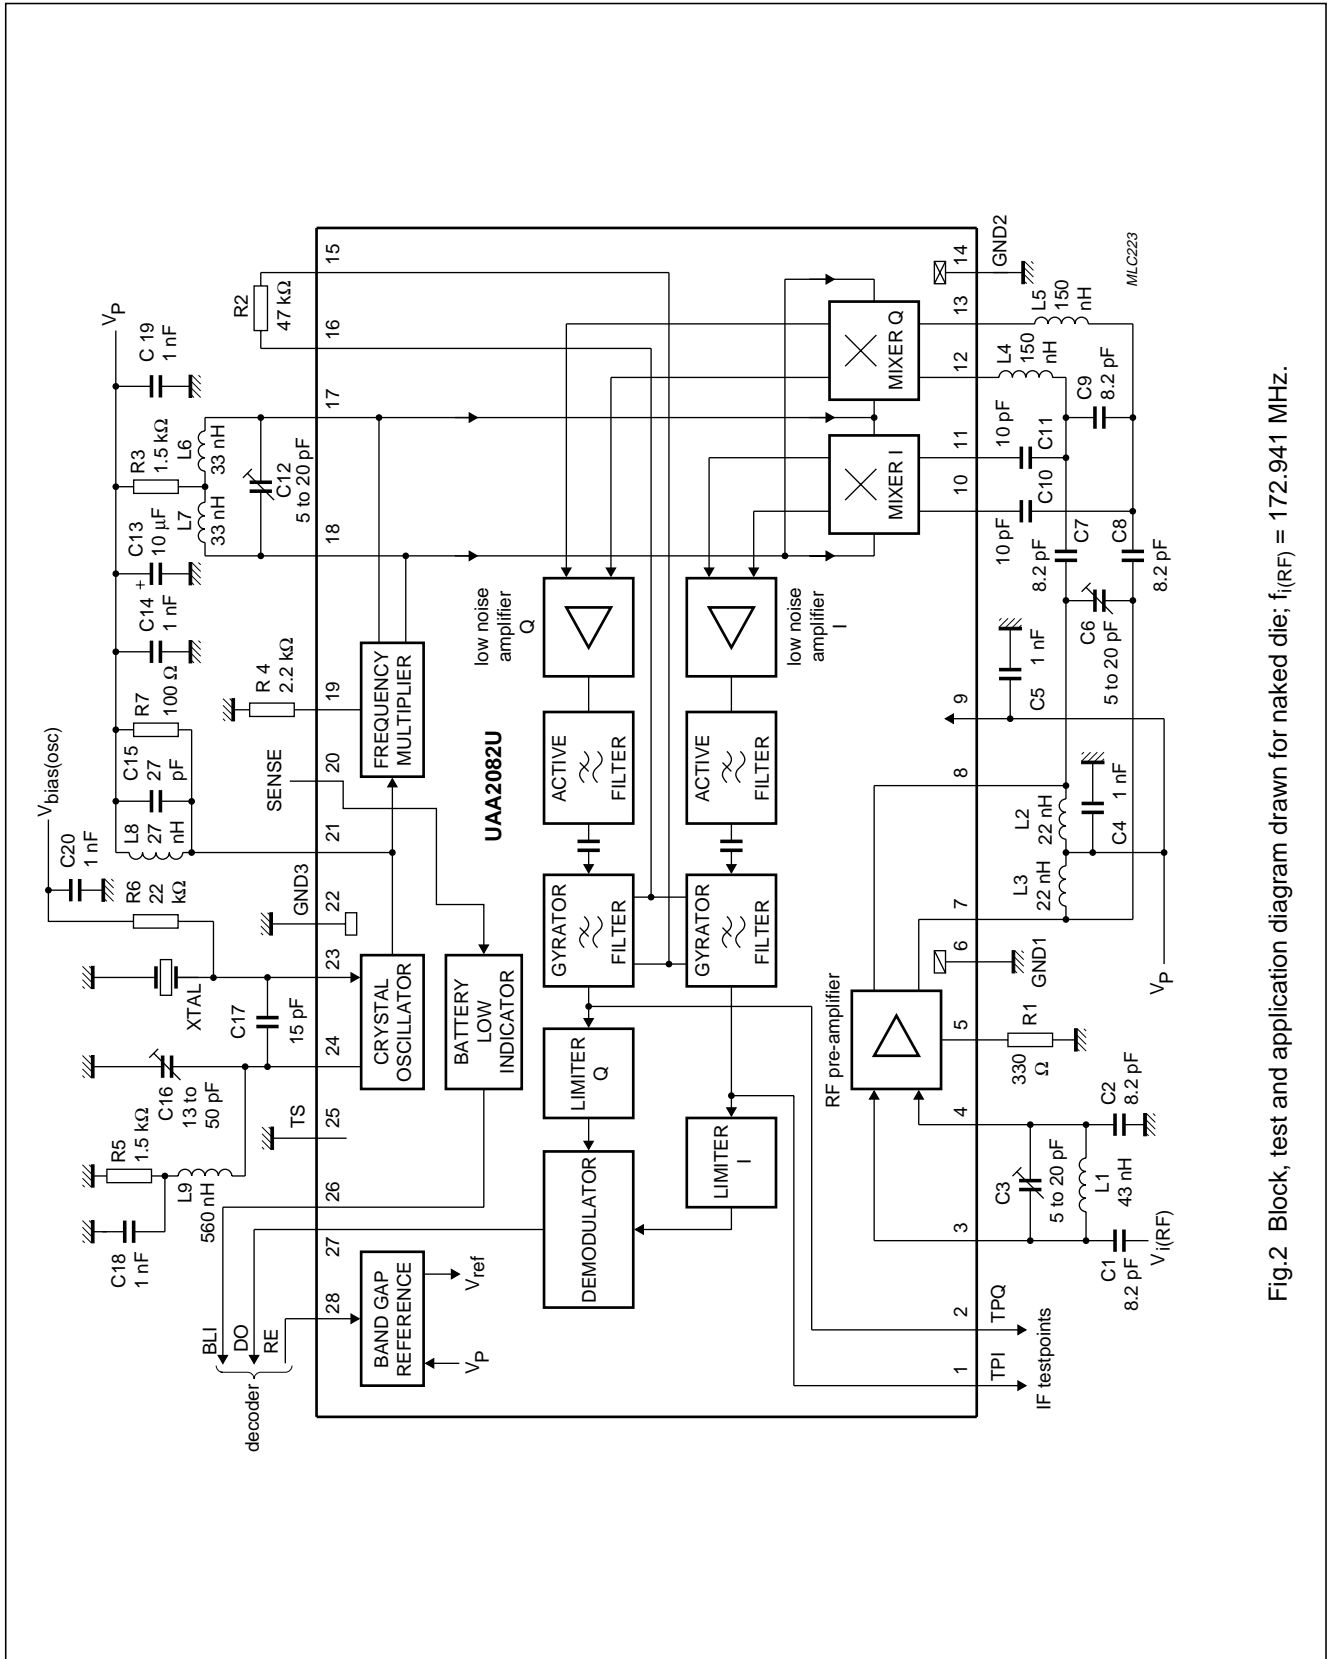 V_P
C 19
1 nF
R3
1.5 kΩ
L6
33 nH
L7
33 nH
C12
5 to 20 pF
C13
10 μF
+
C14
1 nF
R7
100 Ω
C15
27
pF
L8
27
nH
V_bias(osc)
C20
1 nF
R6
22
kΩ
XTAL
C17
15 pF
C16
13 to
50 pF
R5
1.5 kΩ
L9
560 nH
C18
1 nF
R2
47 kΩ
R 4
2.2 kΩ
SENSE
GND3
TS
BLI
DO
RE
decoder
28
27
26
25
24
23
22
21
20
19
18
17
16
15
BAND GAP
REFERENCE
V_P
V_ref
CRYSTAL
OSCILLATOR
BATTERY
LOW
INDICATOR
FREQUENCY
MULTIPLIER
UAA2082U
low noise
amplifier
Q
DEMODULATOR
LIMITER
Q
GYRATOR
FILTER
ACTIVE
FILTER
LIMITER
I
GYRATOR
FILTER
ACTIVE
FILTER
low noise
amplifier
I
MIXER I
MIXER Q
RF pre-amplifier
1
2
3
4
5
6
7
8
9
10
11
12
13
14
TPI
TPQ
IF testpoints
C1
8.2 pF
V_i(RF)
C3
5 to 20 pF
L1
43 nH
C2
8.2 pF
330
Ω
R1
GND1
V_P
L3
22 nH
L2
22 nH
C4
1 nF
C5
1 nF
C6
5 to 20 pF
8.2 pF
C7
C8
8.2 pF
10 pF
C10
10 pF
C11
C9
8.2 pF
L4
150
nH
L5
150
nH
GND2
MLC223
Fig.2 Block, test and application diagram drawn for naked die; f_i(RF) = 172.941 MHz.